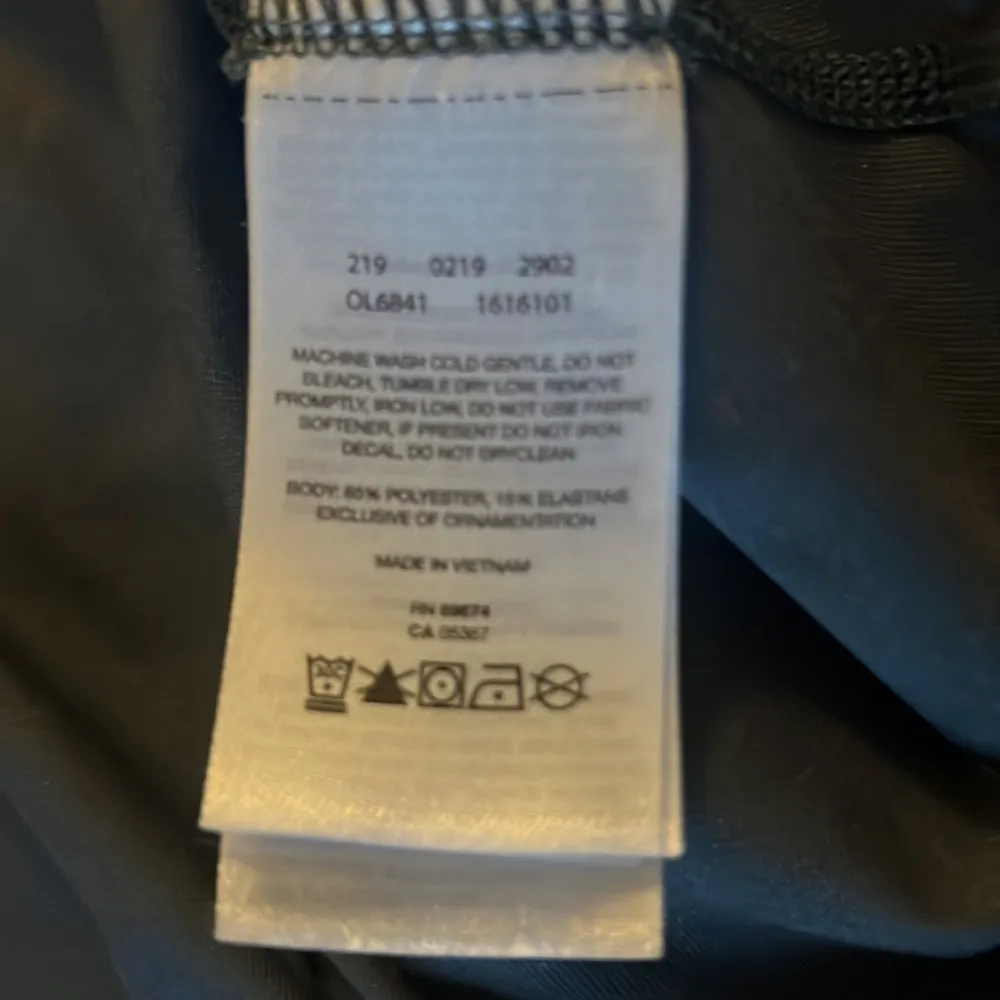 219 0219 2902
OL6841 1616101
MACHINE WASH COLD GENTLE, DO NOT
BLEACH, TUMBLE DRY LOW, REMOVE
PROMPTLY, IRON LOW, DO NOT USE FABRIC
SOFTENER, IF PRESENT DO NOT IRON
DECAL, DO NOT DRYCLEAN
BODY: 85% POLYESTER, 15% ELASTANE
EXCLUSIVE OF ORNAMENTATION
MADE IN VIETNAM
RN
CA 05367